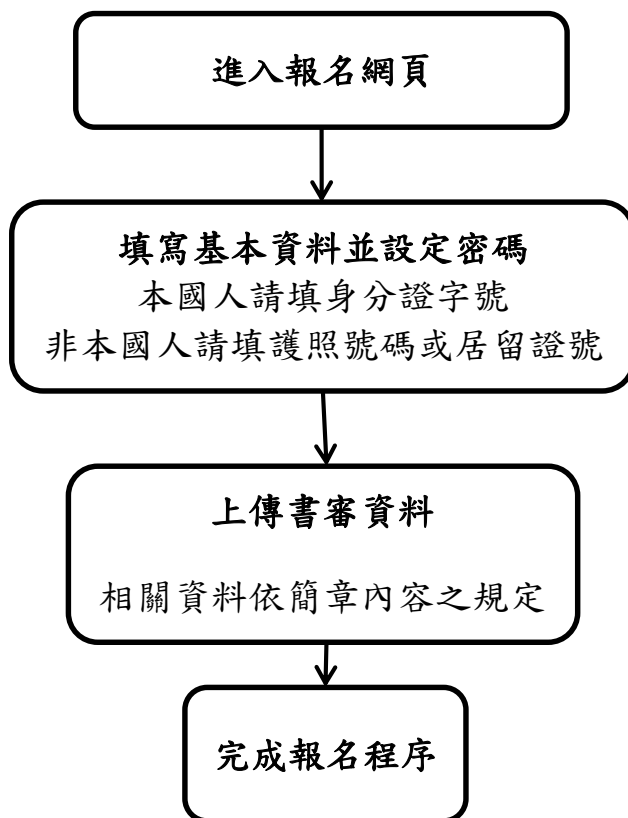 進入報名網頁
填寫基本資料並設定密碼
本國人請填身分證字號
非本國人請填護照號碼或居留證號
上傳書審資料
相關資料依簡章內容之規定
完成報名程序